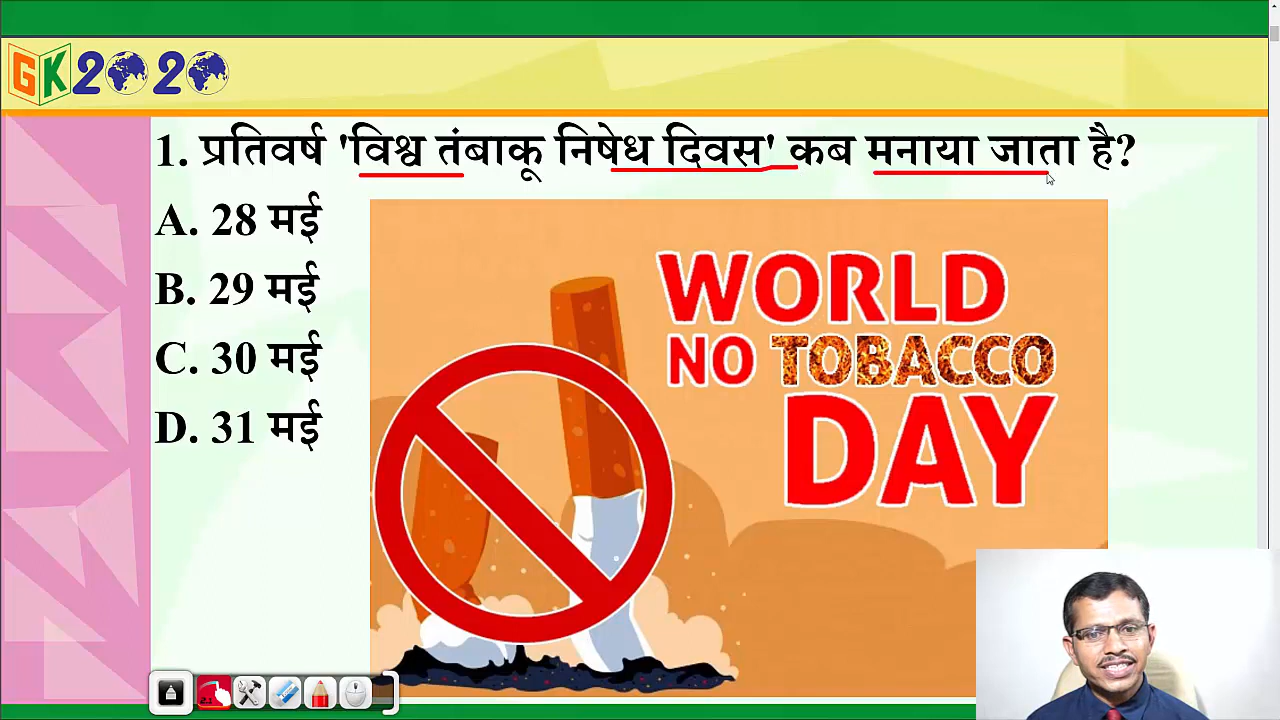 GK2020
1. प्रतिवर्ष 'विश्व तंबाकू निषेध दिवस' कब मनाया जाता है?
A. 28 मई
B. 29 मई
C. 30 मई
D. 31 मई
WORLD
NO TOBACCO
DAY